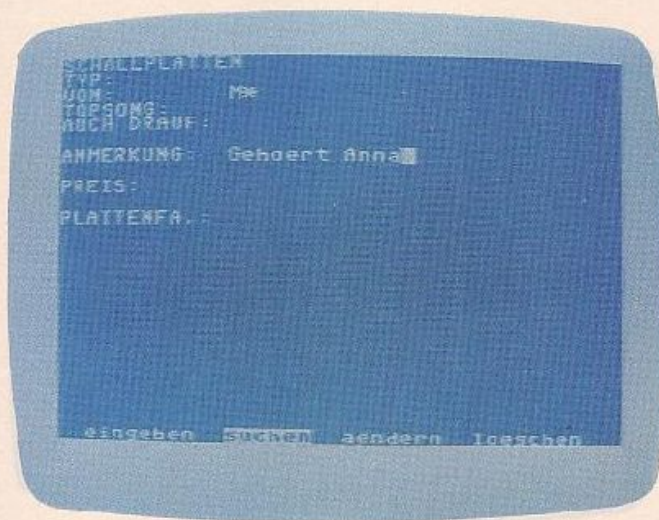 SCHALLPLATTEN
TYP:
VON: M*
TOPSONG:
AUCH DRAUF:
ANMERKUNG: Gehoert Anna
PREIS:
PLATTENFA.:
eingeben suchen aendern loeschen